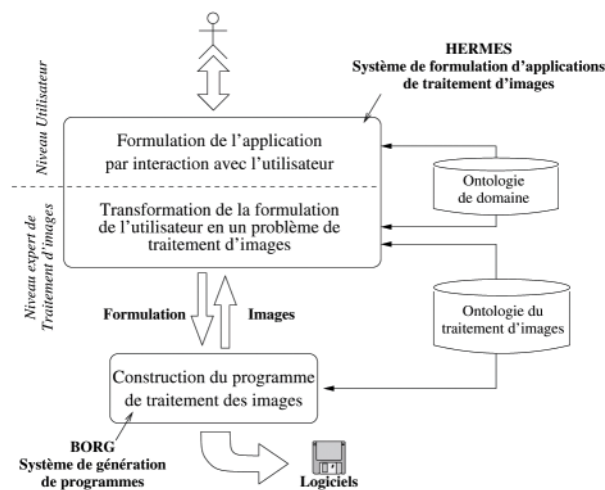 HERMES
Système de formulation d'applications
de traitement d'images
Niveau Utilisateur
Formulation de l'application
par interaction avec l'utilisateur
Ontologie
de domaine
Niveau expert de
Traitement d'images
Transformation de la formulation
de l'utilisateur en un problème de
traitement d'images
Formulation
Images
Ontologie du
traitement d'images
Construction du programme
de traitement des images
BORG
Système de génération
de programmes
Logiciels